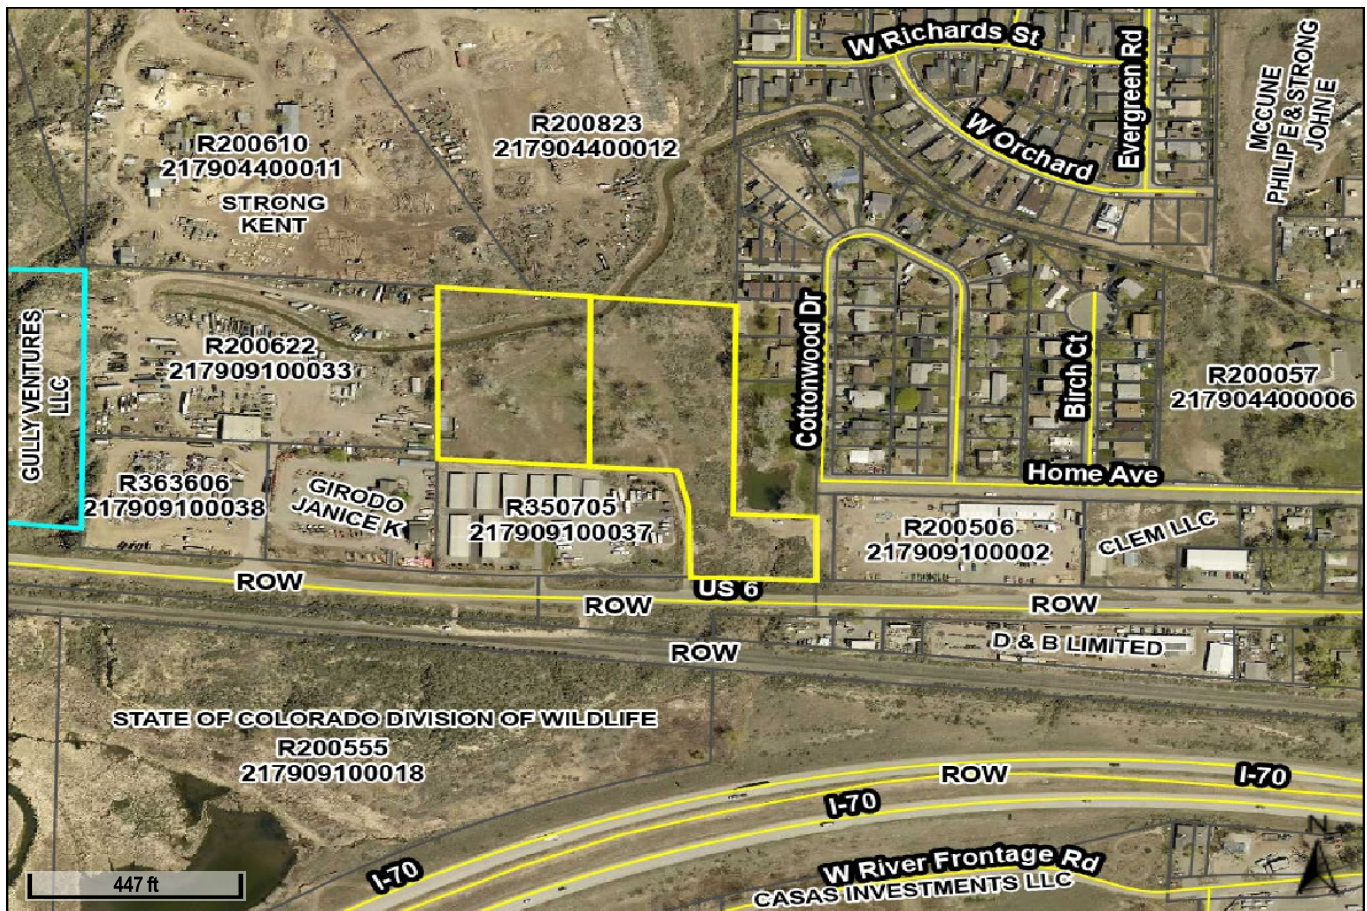 W Richards St
Evergreen Rd
MCCUNE
PHILIP E & STRONG
JOHN E
W Orchard
R200823
217904400012
R200610
217904400011
STRONG
KENT
GULLY VENTURES
LLC
R200622
217909100033
Cottonwood Dr
Birch Ct
R200057
217904400006
Home Ave
R363606
217909100038
GIRODO
JANICE K
R350705
217909100037
R200506
217909100002
CLEM LLC
ROW
US 6
ROW
ROW
ROW
D & B LIMITED
STATE OF COLORADO DIVISION OF WILDLIFE
R200555
217909100018
ROW
I-70
I-70
I-70
W River Frontage Rd
CASAS INVESTMENTS LLC
N
447 ft